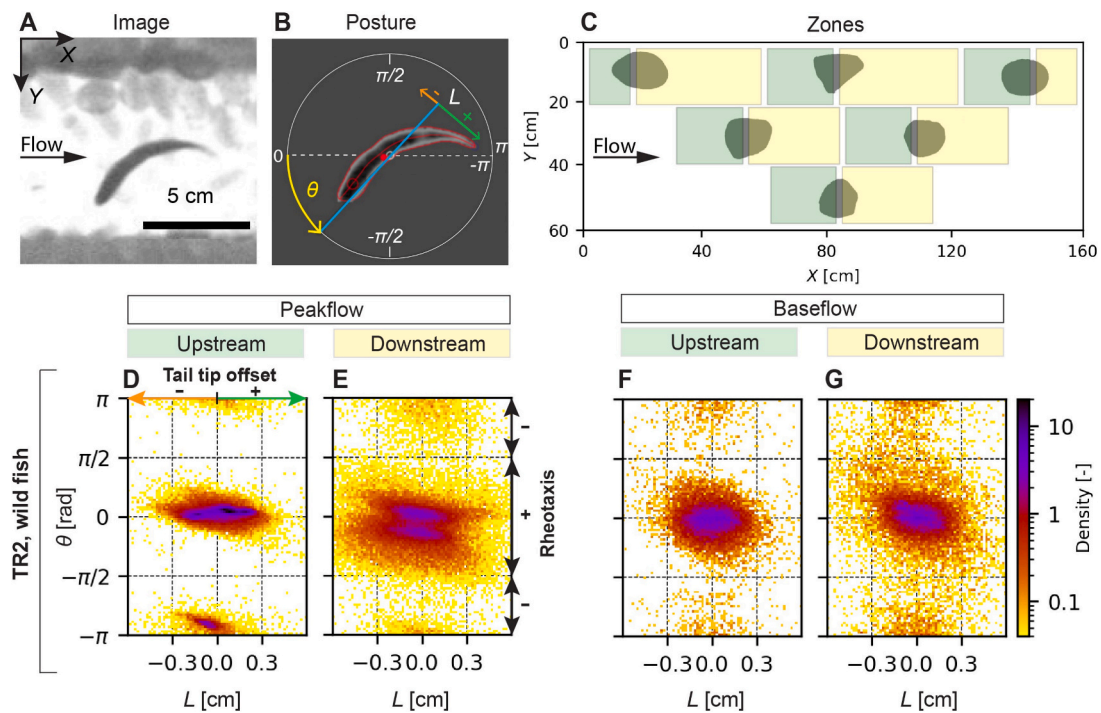 A Image
X
Y
Flow
5 cm
B Posture
π/2
L
-
+
0
π
-π
θ
-π/2
C Zones
0
20
40
60
Y [cm]
Flow
0 40 80 120 160
X [cm]
Peakflow
Upstream Downstream
Baseflow
Upstream Downstream
TR2, wild fish
D Tail tip offset
− +
E
F
G
π
π/2
0
−π/2
−π
θ [rad]
−
+
−
Rheotaxis
10
1
0.1
Density [-]
−0.3 0.0 0.3
−0.3 0.0 0.3
−0.3 0.0 0.3
−0.3 0.0 0.3
L [cm]
L [cm]
L [cm]
L [cm]